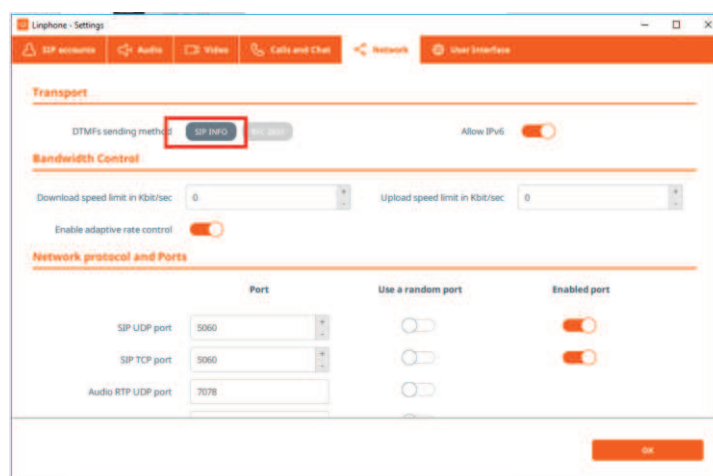 Linphone - Settings
SIP accounts Audio Video Calls and Chat Network User Interface
Transport
DTMFs sending method SIP INFO RFC 2833 Allow IPv6
Bandwidth Control
Download speed limit in Kbit/sec 0 Upload speed limit in Kbit/sec 0
Enable adaptive rate control
Network protocol and Ports
Port Use a random port Enabled port
SIP UDP port 5060
SIP TCP port 5060
Audio RTP UDP port 7078
OK